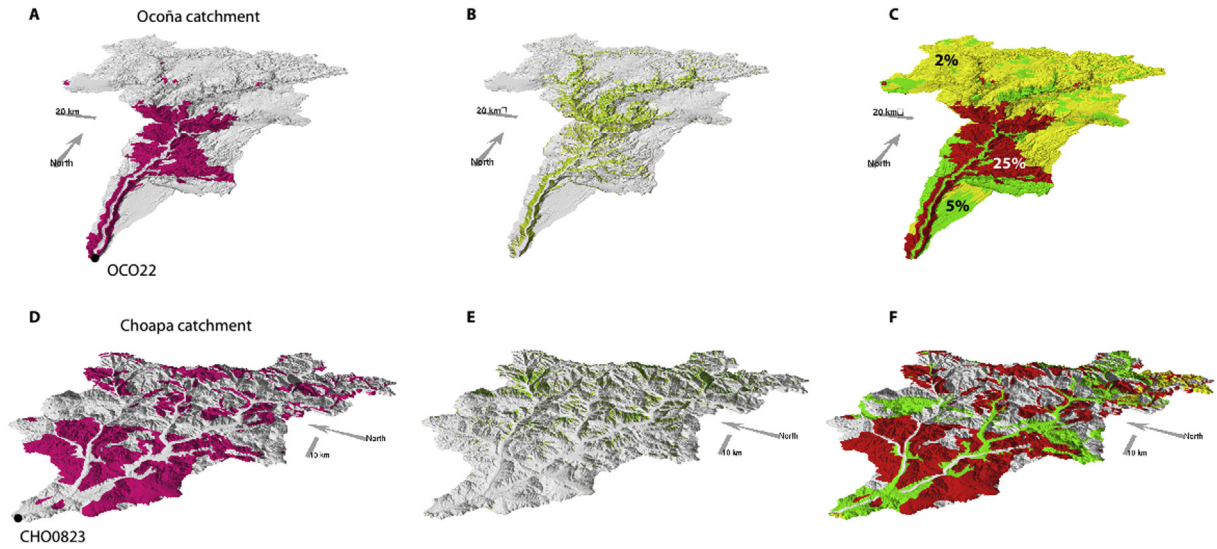 A
Ocoña catchment
B
C
2%
20 km
North
20 km
North
20 km
North
25%
5%
OCO22
D
Choapa catchment
E
F
North
10 km
North
10 km
North
10 km
CHO0823